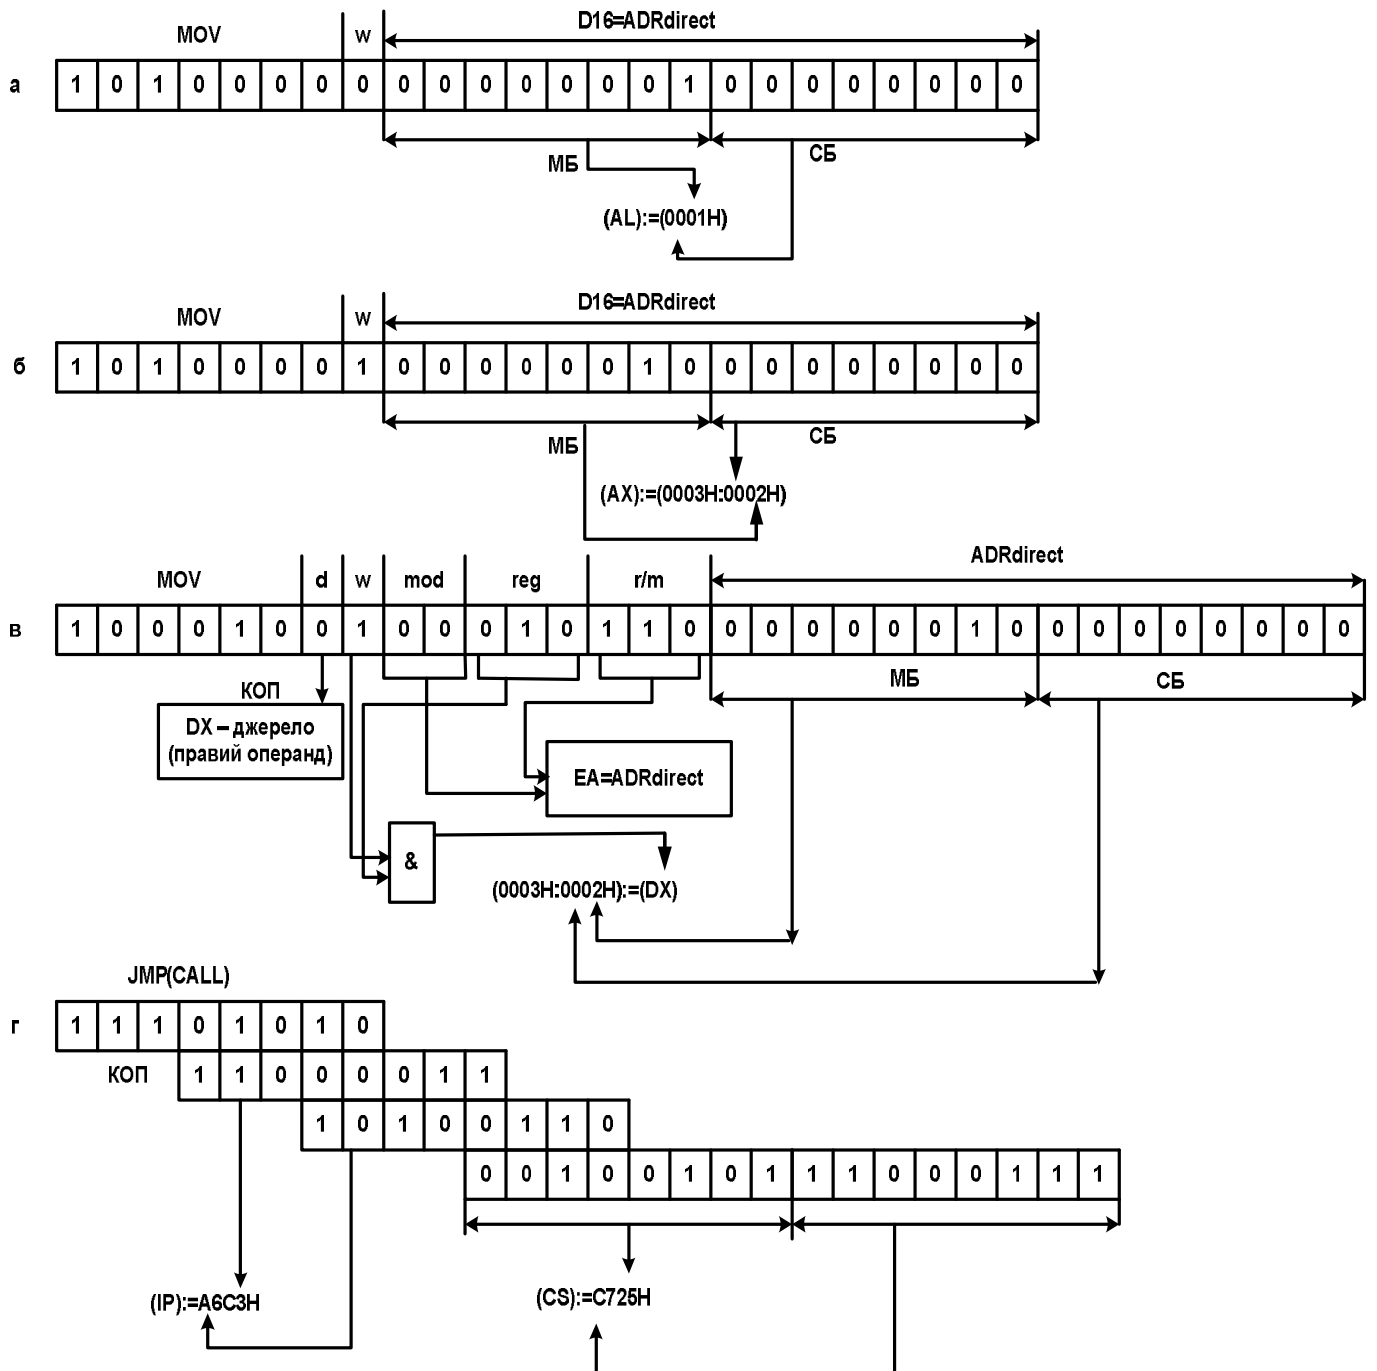 D16=ADRdirect
MOV w
а 1 0 1 0 0 0 0 0 0 0 0 0 0 0 0 1 0 0 0 0 0 0 0 0
МБ СБ
(AL):=(0001H)
D16=ADRdirect
MOV w
б 1 0 1 0 0 0 0 1 0 0 0 0 0 0 1 0 0 0 0 0 0 0 0 0
МБ СБ
(AX):=(0003H:0002H)
ADRdirect
MOV d w mod reg r/m
в 1 0 0 0 1 0 0 1 0 0 0 1 0 1 1 0 0 0 0 0 0 0 1 0 0 0 0 0 0 0 0 0
КОП МБ СБ
DX – джерело
(правий операнд)
EA=ADRdirect
&
(0003H:0002H):=(DX)
JMP(CALL)
г 1 1 1 0 1 0 1 0
КОП 1 1 0 0 0 0 1 1
1 0 1 0 0 1 1 0
0 0 1 0 0 1 0 1 1 1 0 0 0 1 1 1
(IP):=A6C3H (CS):=C725H